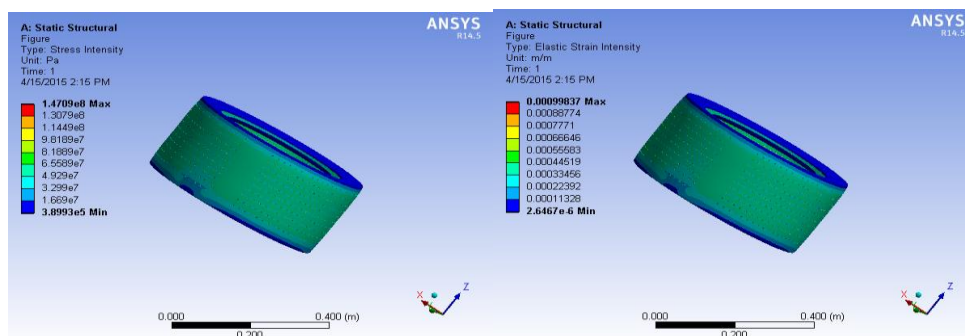 A: Static Structural
Figure
Type: Stress Intensity
Unit: Pa
Time: 1
4/15/2015 2:15 PM
1.4709e8 Max
1.3079e8
1.1449e8
9.8189e7
8.1889e7
6.5589e7
4.929e7
3.299e7
1.669e7
3.8993e5 Min
ANSYS
R14.5
X
Z
0.000
0.400 (m)
0.200
A: Static Structural
Figure
Type: Elastic Strain Intensity
Unit: m/m
Time: 1
4/15/2015 2:15 PM
0.00099837 Max
0.00088774
0.0007771
0.00066646
0.00055583
0.00044519
0.00033456
0.00022392
0.00011328
2.6467e-6 Min
ANSYS
R14.5
X
Z
0.000
0.400 (m)
0.200